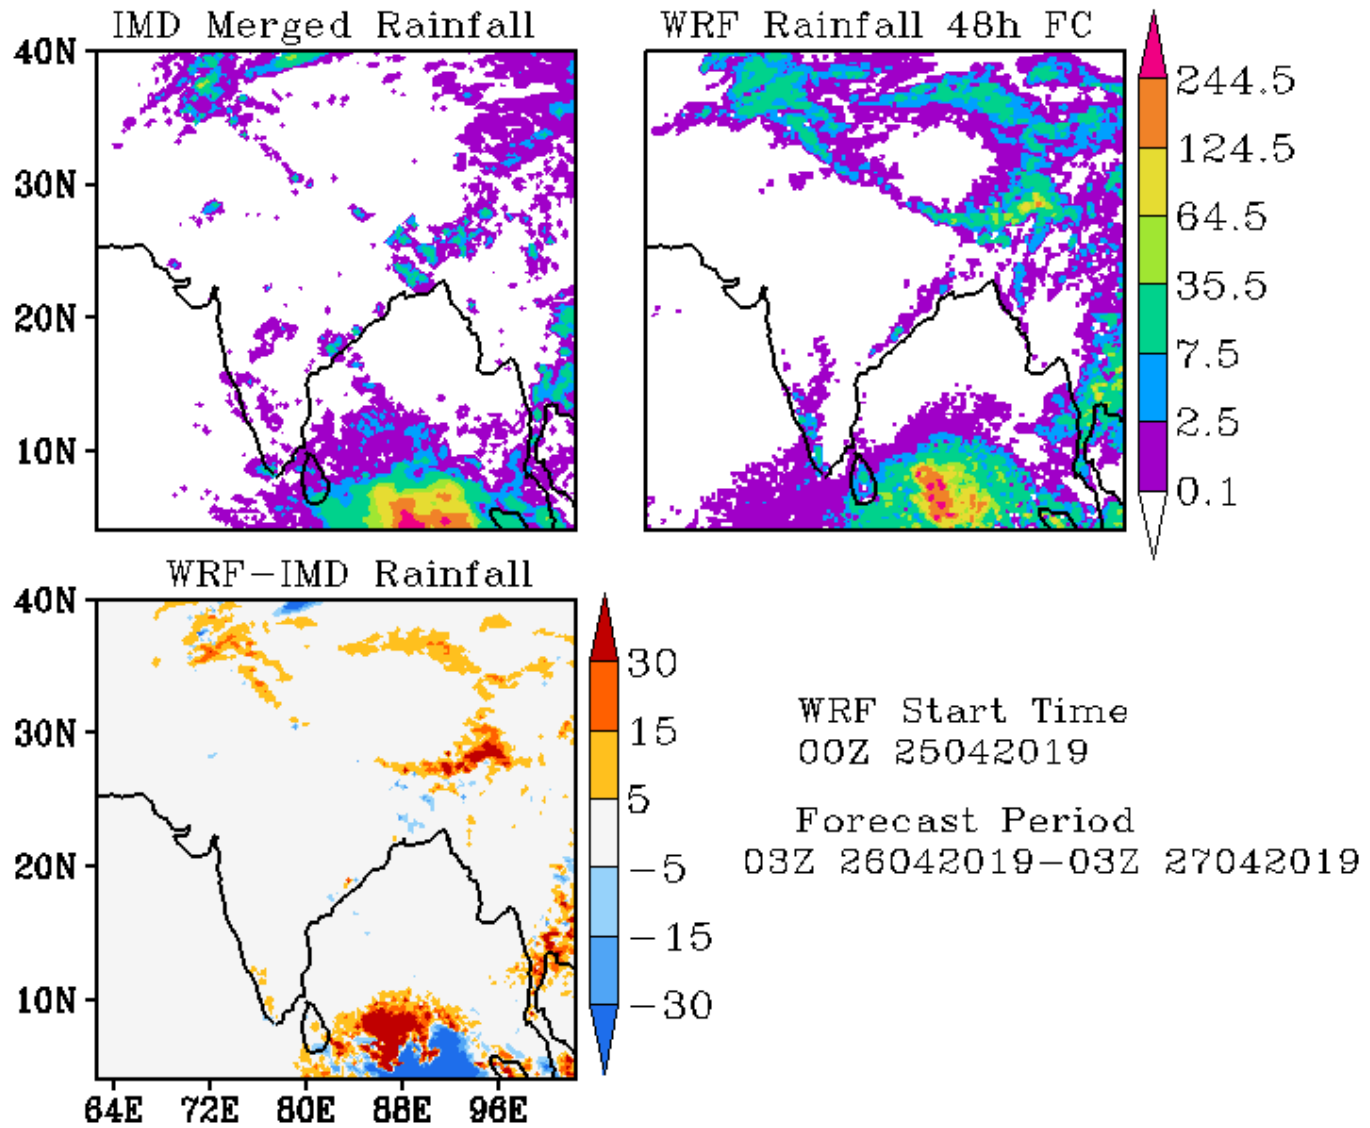 IMD Merged Rainfall
WRF Rainfall 48h FC
40N
30N
20N
10N
244.5
124.5
64.5
35.5
7.5
2.5
0.1
WRF-IMD Rainfall
40N
30N
20N
10N
64E 72E 80E 88E 96E
30
15
5
-5
-15
-30
WRF Start Time
00Z 25042019
Forecast Period
03Z 26042019-03Z 27042019